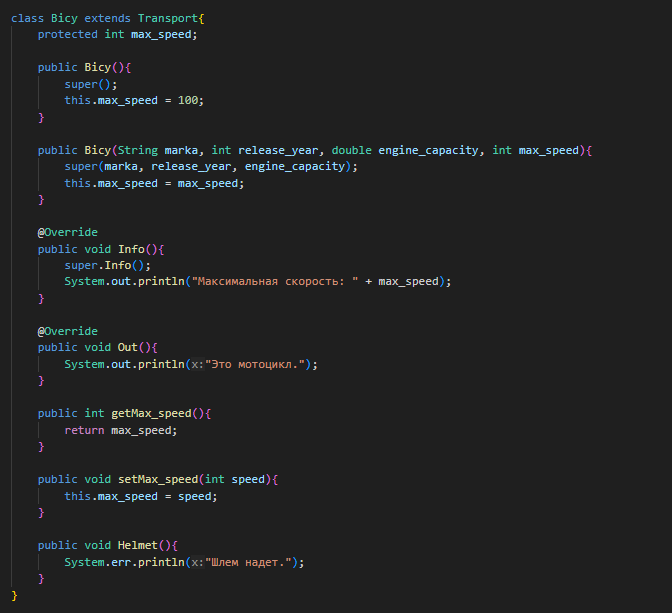 class Bicy extends Transport{
protected int max_speed;
public Bicy(){
super();
this.max_speed = 100;
}
public Bicy(String marka, int release_year, double engine_capacity, int max_speed){
super(marka, release_year, engine_capacity);
this.max_speed = max_speed;
}
@Override
public void Info(){
super.Info();
System.out.println("Максимальная скорость: " + max_speed);
}
@Override
public void Out(){
System.out.println(x:"Это мотоцикл.");
}
public int getMax_speed(){
return max_speed;
}
public void setMax_speed(int speed){
this.max_speed = speed;
}
public void Helmet(){
System.err.println(x:"Шлем надет.");
}
}